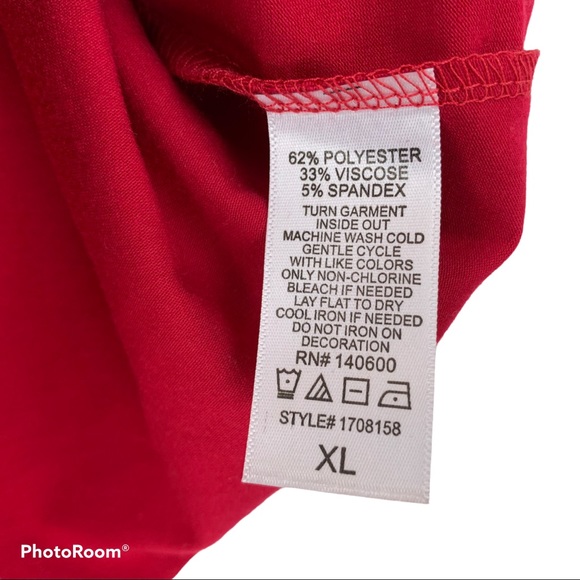 62% POLYESTER
33% VISCOSE
5% SPANDEX
TURN GARMENT
INSIDE OUT
MACHINE WASH COLD
GENTLE CYCLE
WITH LIKE COLORS
ONLY NON-CHLORINE
BLEACH IF NEEDED
LAY FLAT TO DRY
COOL IRON IF NEEDED
DO NOT IRON ON
DECORATION
RN# 140600
STYLE# 1708158
XL
PhotoRoom®